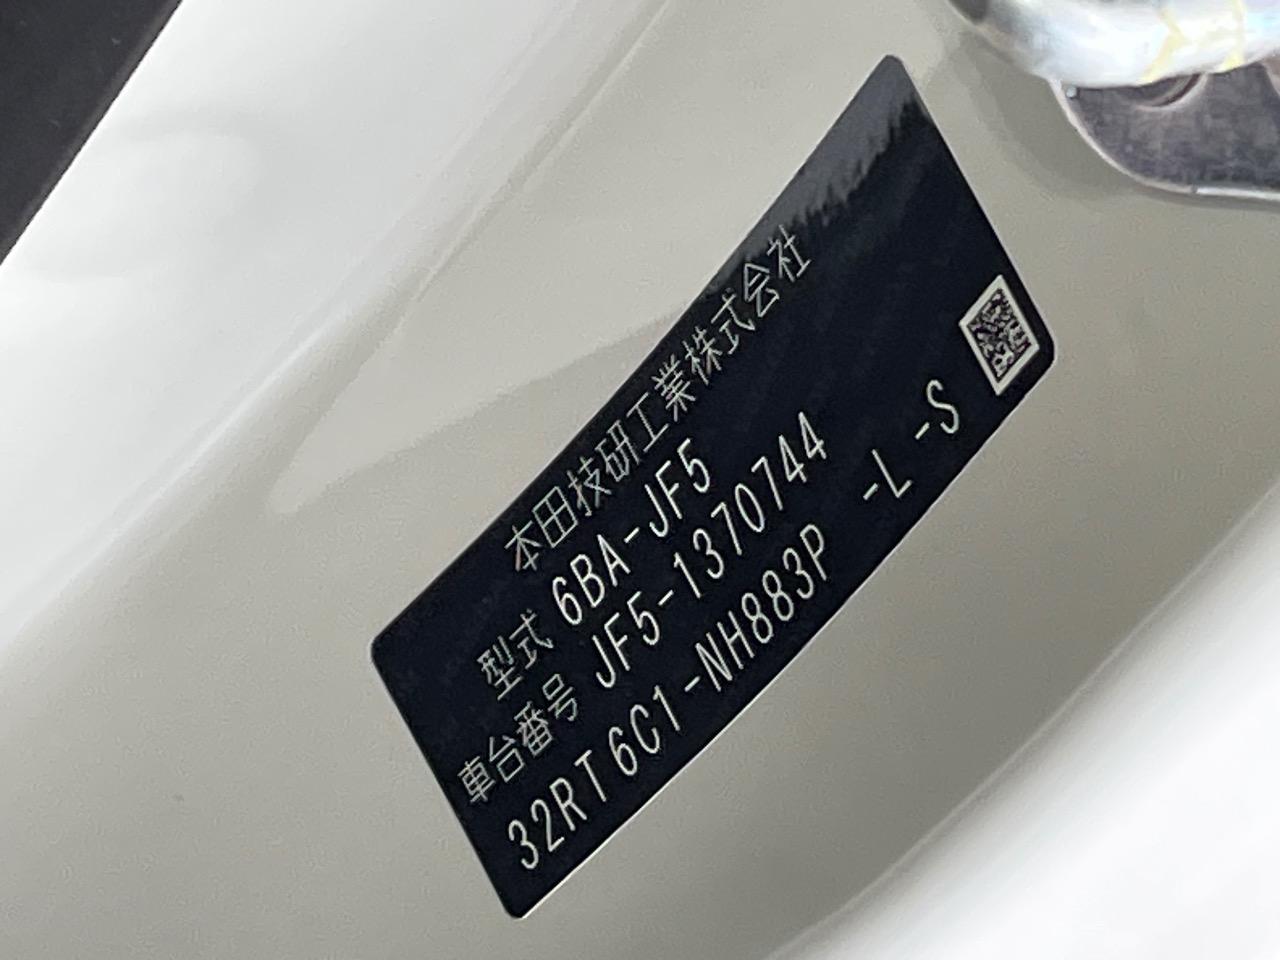 本田技研工業株式会社
型式 6BA-JF5
車台番号 JF5-1370744
32RT6C1-NH883P -L -S